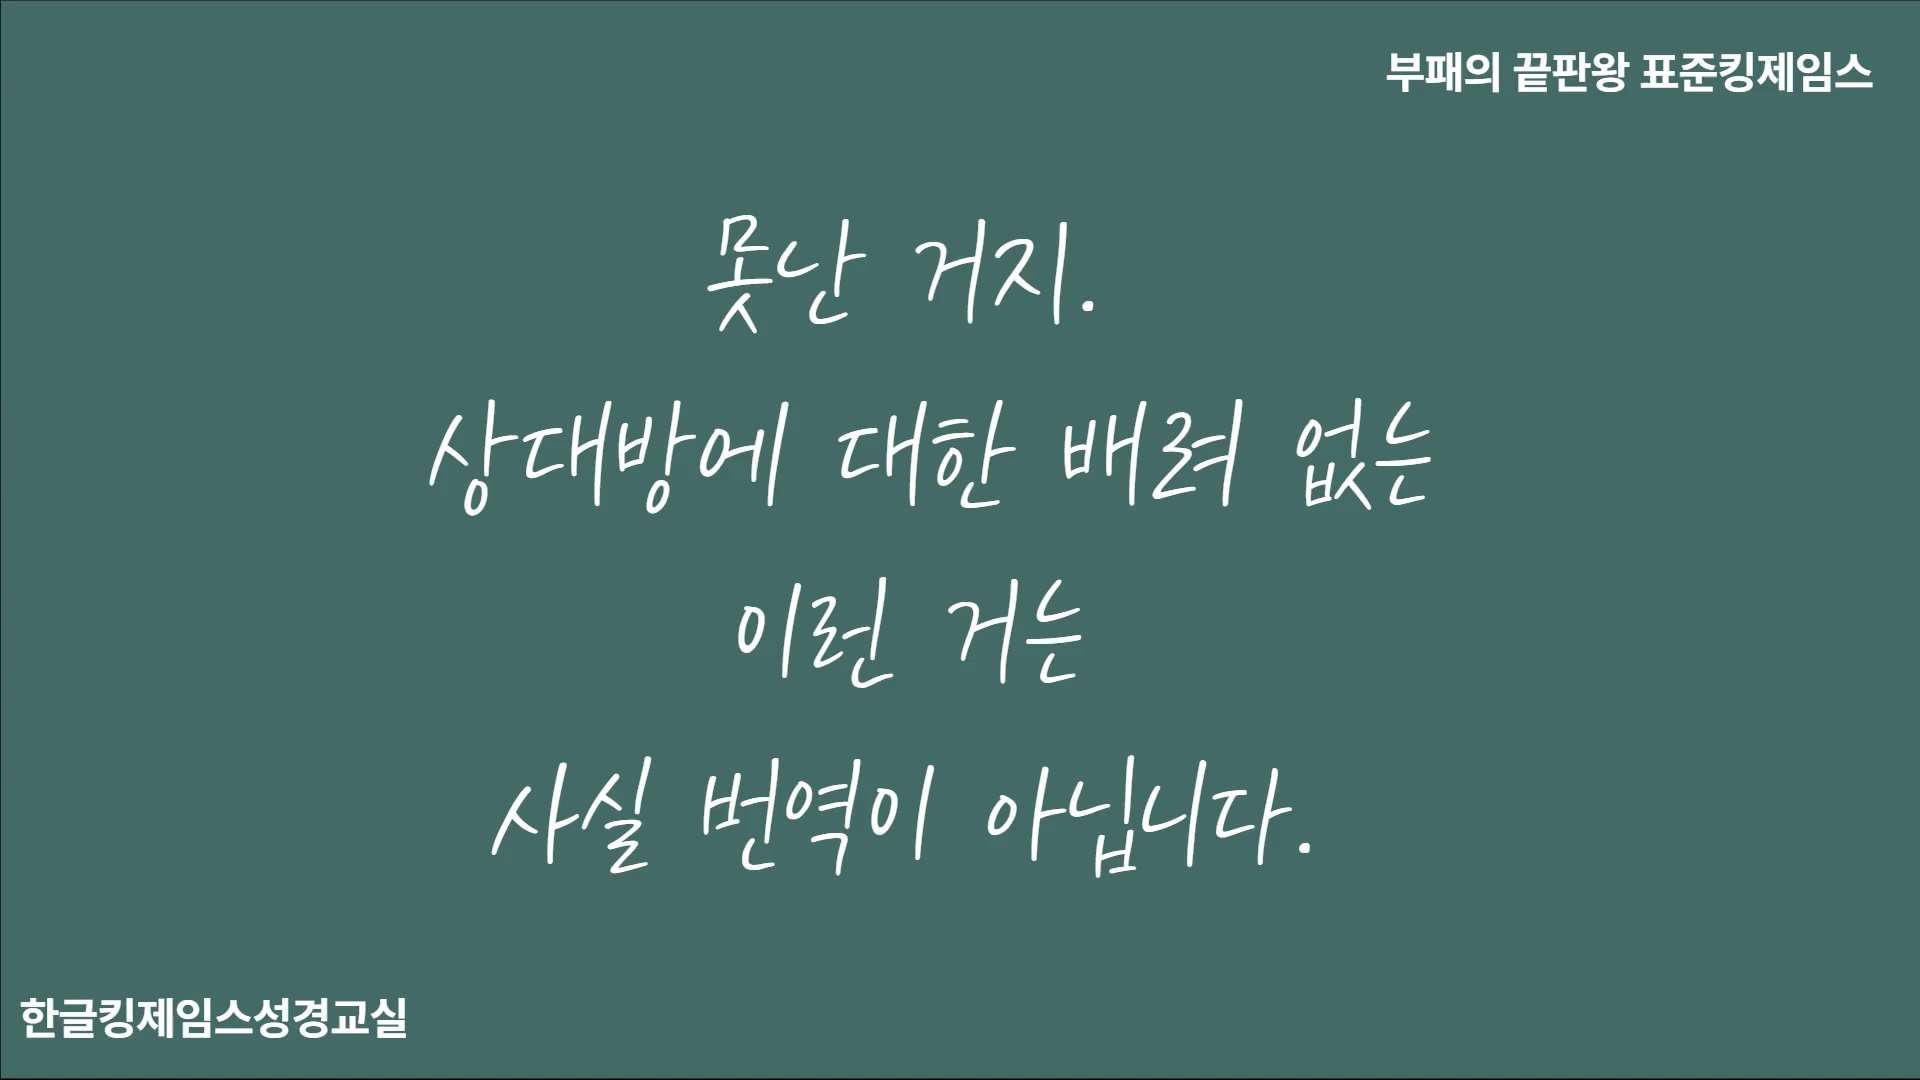 부패의 끝판왕 표준킹제임스
못난 거지.
상대방에 대한 배려 없는
이런 거는
사실 번역이 아닙니다.
한글킹제임스성경교실